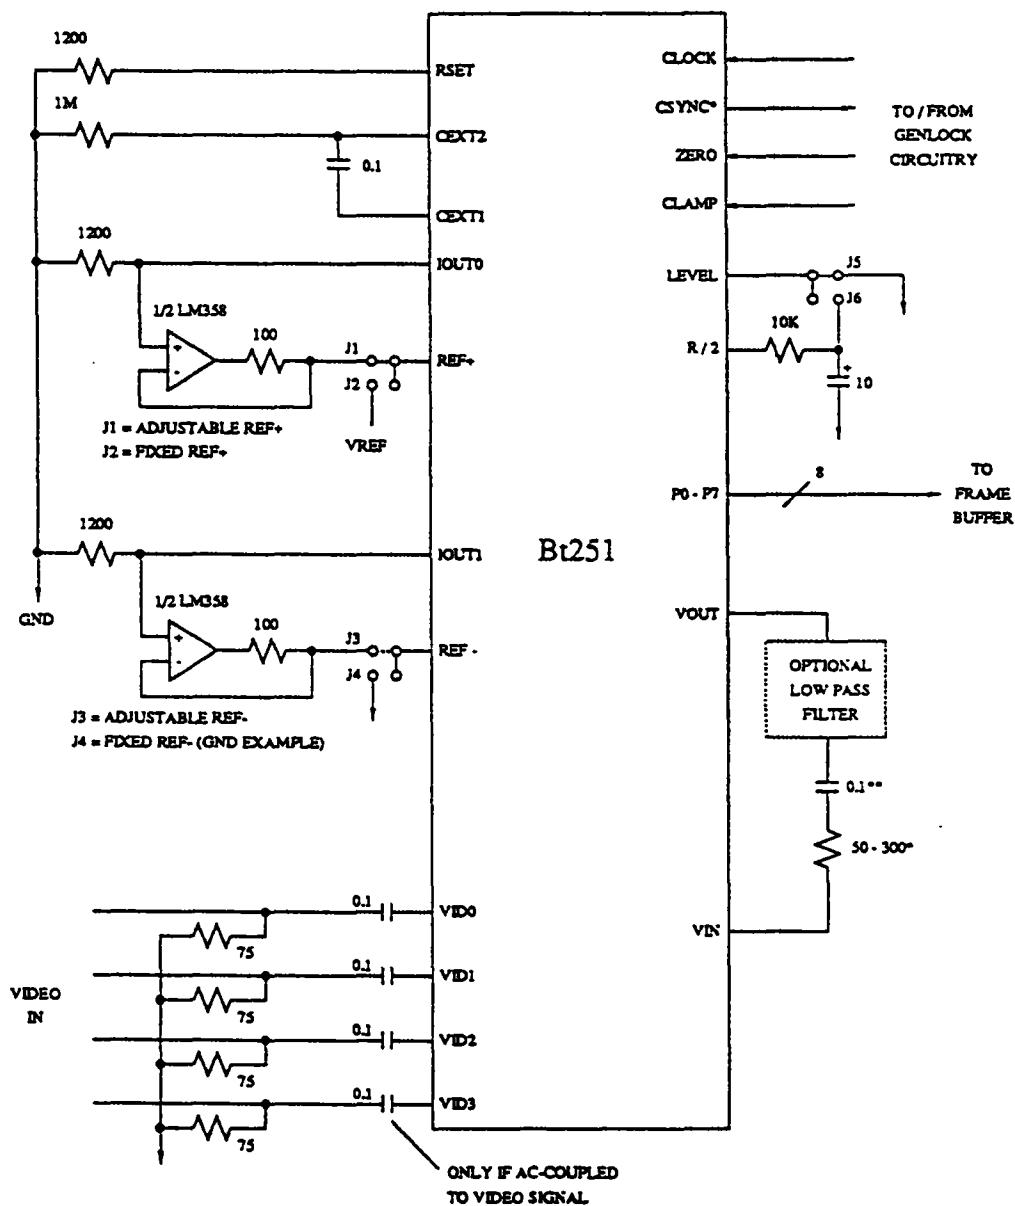 1200
RSET
1M
CEXT2
0.1
CEXT1
1200
IOUT0
1/2 LM358
100
+
-
J1
J2
REF+
VREF
J1 = ADJUSTABLE REF+
J2 = FIXED REF+
1200
IOUT1
GND
1/2 LM358
100
+
-
J3
J4
REF -
J3 = ADJUSTABLE REF-
J4 = FIXED REF- (GND EXAMPLE)
Bt251
CLOCK
CSYNC*
ZERO
CLAMP
TO / FROM
GENLOCK
CIRCUITRY
LEVEL
J5
J6
10K
R / 2
+
10
P0 - P7
8
TO
FRAME
BUFFER
VOUT
OPTIONAL
LOW PASS
FILTER
0.1**
50 - 300*
VIN
VIDEO
IN
0.1
VID0
75
0.1
VID1
75
0.1
VID2
75
0.1
VID3
75
ONLY IF AC-COUPLED
TO VIDEO SIGNAL